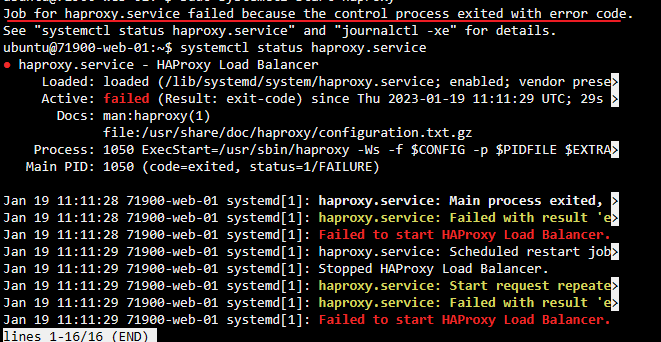 Job for haproxy.service failed because the control process exited with error code.
See "systemctl status haproxy.service" and "journalctl -xe" for details.
ubuntu@71900-web-01:~$ systemctl status haproxy.service
● haproxy.service - HAProxy Load Balancer
Loaded: loaded (/lib/systemd/system/haproxy.service; enabled; vendor prese>
Active: failed (Result: exit-code) since Thu 2023-01-19 11:11:29 UTC; 29s >
Docs: man:haproxy(1)
file:/usr/share/doc/haproxy/configuration.txt.gz
Process: 1050 ExecStart=/usr/sbin/haproxy -Ws -f $CONFIG -p $PIDFILE $EXTRA>
Main PID: 1050 (code=exited, status=1/FAILURE)
Jan 19 11:11:28 71900-web-01 systemd[1]: haproxy.service: Main process exited, >
Jan 19 11:11:28 71900-web-01 systemd[1]: haproxy.service: Failed with result 'e>
Jan 19 11:11:28 71900-web-01 systemd[1]: Failed to start HAProxy Load Balancer.
Jan 19 11:11:29 71900-web-01 systemd[1]: haproxy.service: Scheduled restart job>
Jan 19 11:11:29 71900-web-01 systemd[1]: Stopped HAProxy Load Balancer.
Jan 19 11:11:29 71900-web-01 systemd[1]: haproxy.service: Start request repeate>
Jan 19 11:11:29 71900-web-01 systemd[1]: haproxy.service: Failed with result 'e>
Jan 19 11:11:29 71900-web-01 systemd[1]: Failed to start HAProxy Load Balancer.
lines 1-16/16 (END)